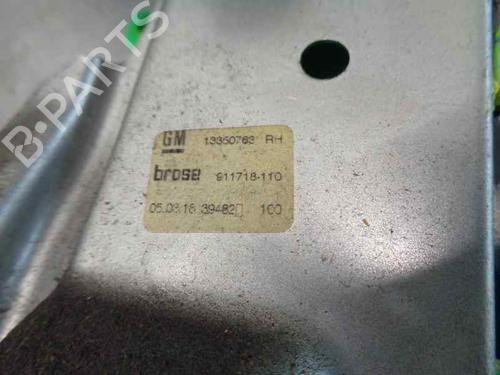 B-PARTS
GM 13350763 RH
brose 911718-110
05.03.16 39482 100